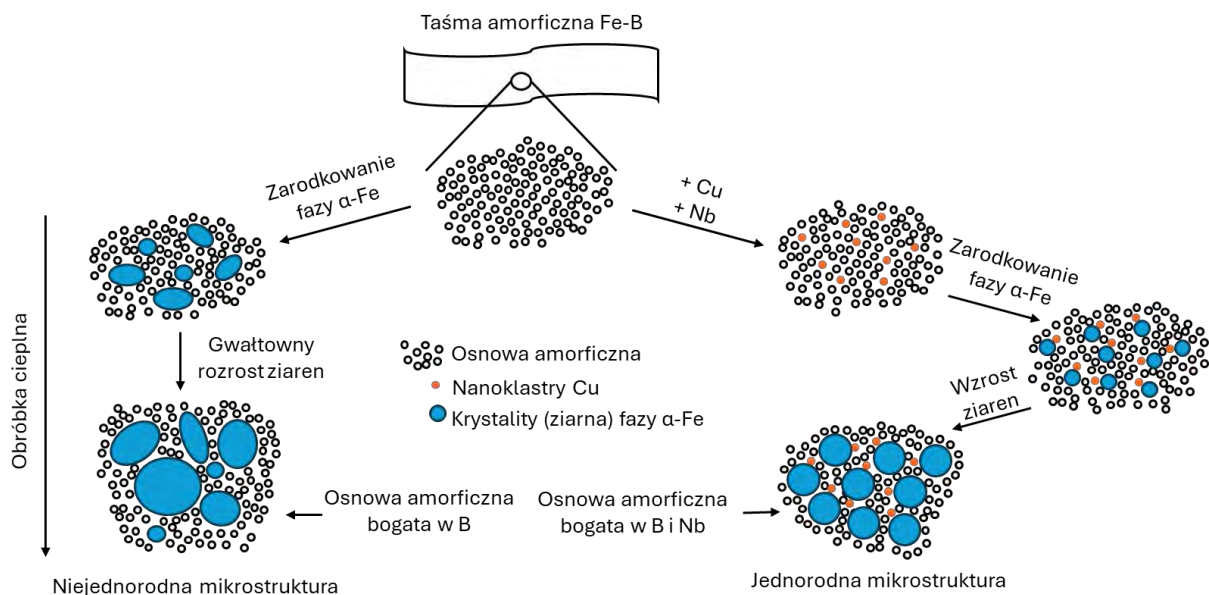 Taśma amorficzna Fe-B
Zarodkowanie
fazy α-Fe
+ Cu
+ Nb
Zarodkowanie
fazy α-Fe
Obróbka cieplna
Gwałtowny
rozrost ziaren
Osnowa amorficzna
Nanoklastry Cu
Krystality (ziarna) fazy α-Fe
Wzrost
ziaren
Osnowa amorficzna
bogata w B
Osnowa amorficzna
bogata w B i Nb
Niejednorodna mikrostruktura
Jednorodna mikrostruktura